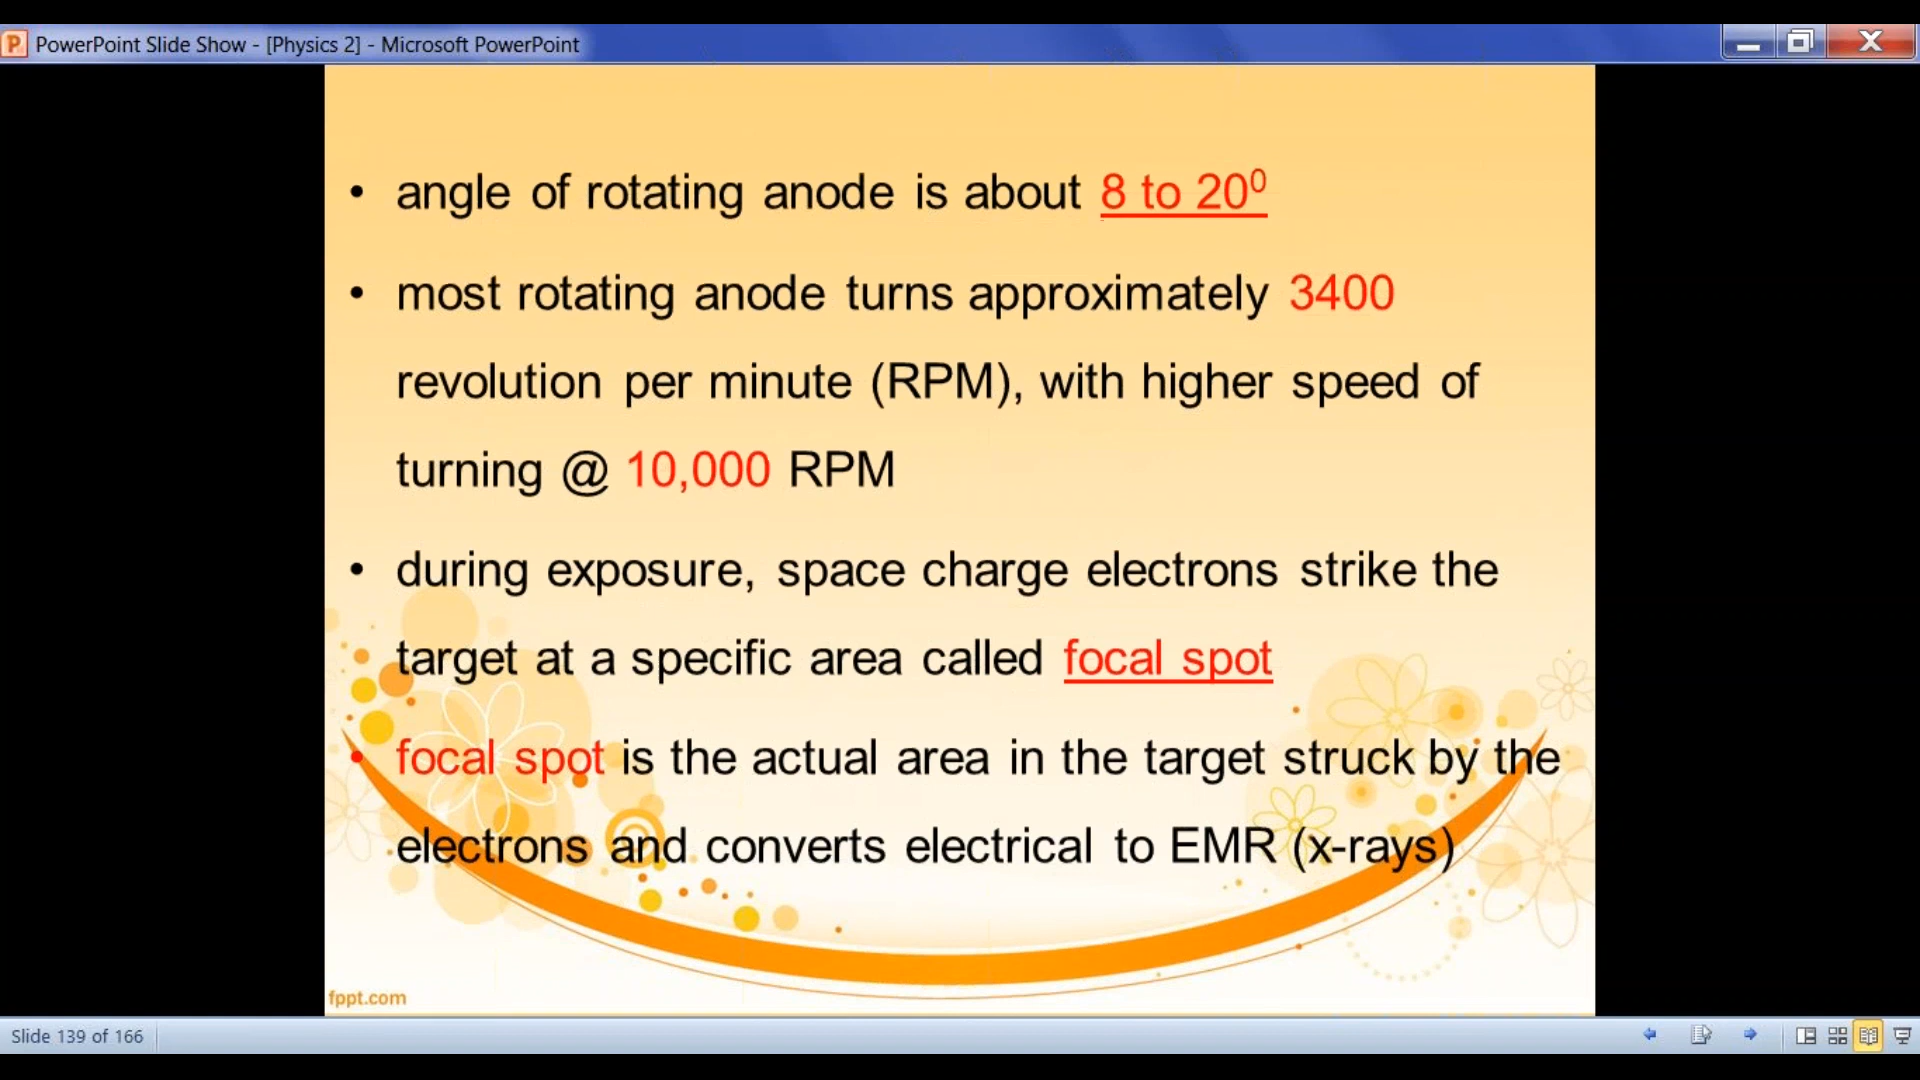 PowerPoint Slide Show - [Physics 2] - Microsoft PowerPoint
• angle of rotating anode is about 8 to 20⁰
• most rotating anode turns approximately 3400
revolution per minute (RPM), with higher speed of
turning @ 10,000 RPM
• during exposure, space charge electrons strike the
target at a specific area called focal spot
• focal spot is the actual area in the target struck by the
electrons and converts electrical to EMR (x-rays)
fppt.com
Slide 139 of 166